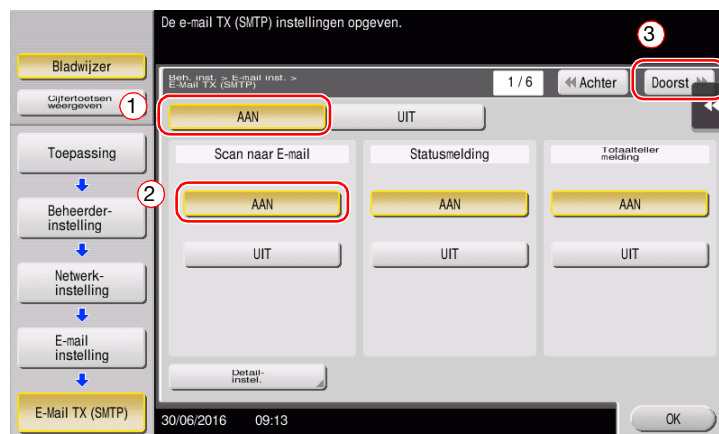 De e-mail TX (SMTP) instellingen opgeven.
3
Bladwijzer
Cijfertoetsen
weergeven
1
Beh. inst. > E-mail inst. >
E-Mail TX (SMTP)
1 / 6
Achter
Doorst
AAN
UIT
Toepassing
Scan naar E-mail
Statusmelding
Totaalteller
melding
2
AAN
AAN
AAN
Beheerder-
instelling
UIT
UIT
UIT
Netwerk-
instelling
E-mail
instelling
Detail-
instel.
E-Mail TX (SMTP)
30/06/2016 09:13
OK